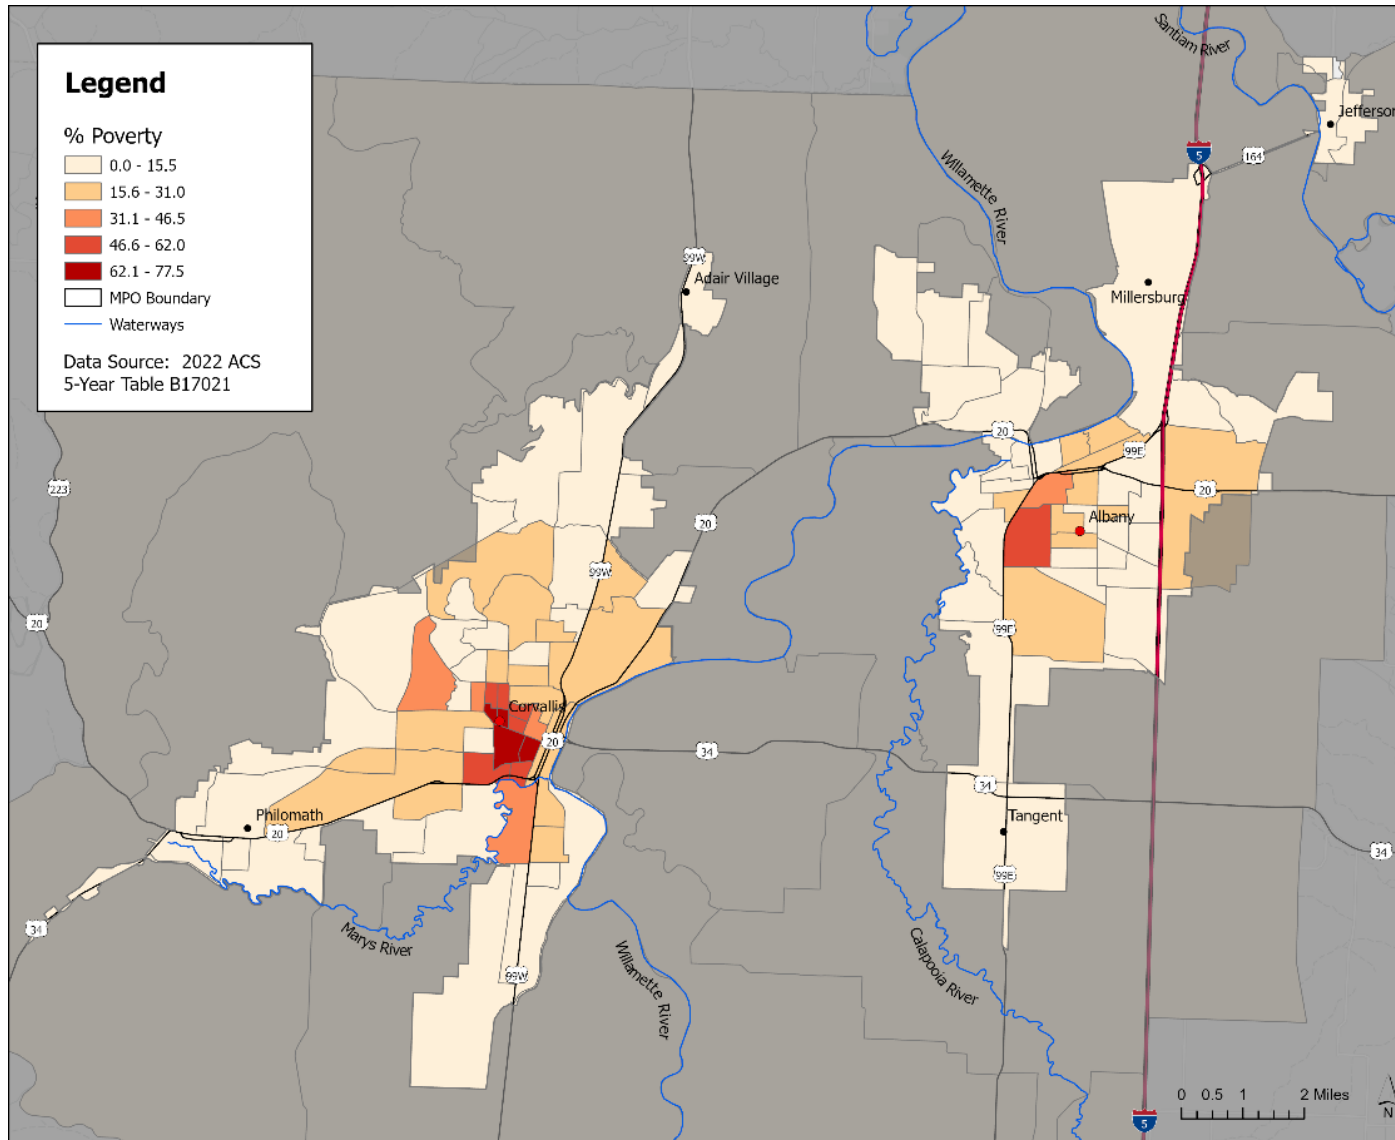 Legend
% Poverty
0.0 - 15.5
15.6 - 31.0
31.1 - 46.5
46.6 - 62.0
62.1 - 77.5
MPO Boundary
Waterways
Data Source: 2022 ACS
5-Year Table B17021
Santiam River
Jefferson
5
164
Willamette River
99W
Adair Village
Millersburg
20
99E
223
20
20
Albany
99W
20
99E
Corvallis
20
34
34
Tangent
Philomath
20
34
99E
34
Marys River
Willamette River
Calapooia River
99W
0 0.5 1 2 Miles
N
5